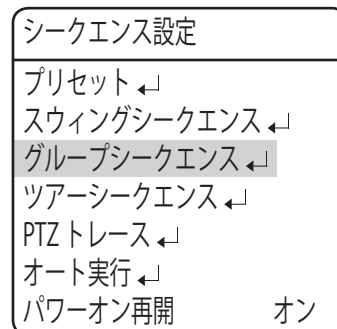 シークエンス設定
プリセット ↲
スウィングシークエンス ↲
グループシークエンス ↲
ツアーシークエンス ↲
PTZ トレース ↲
オート実行 ↲
パワーオン再開 オン